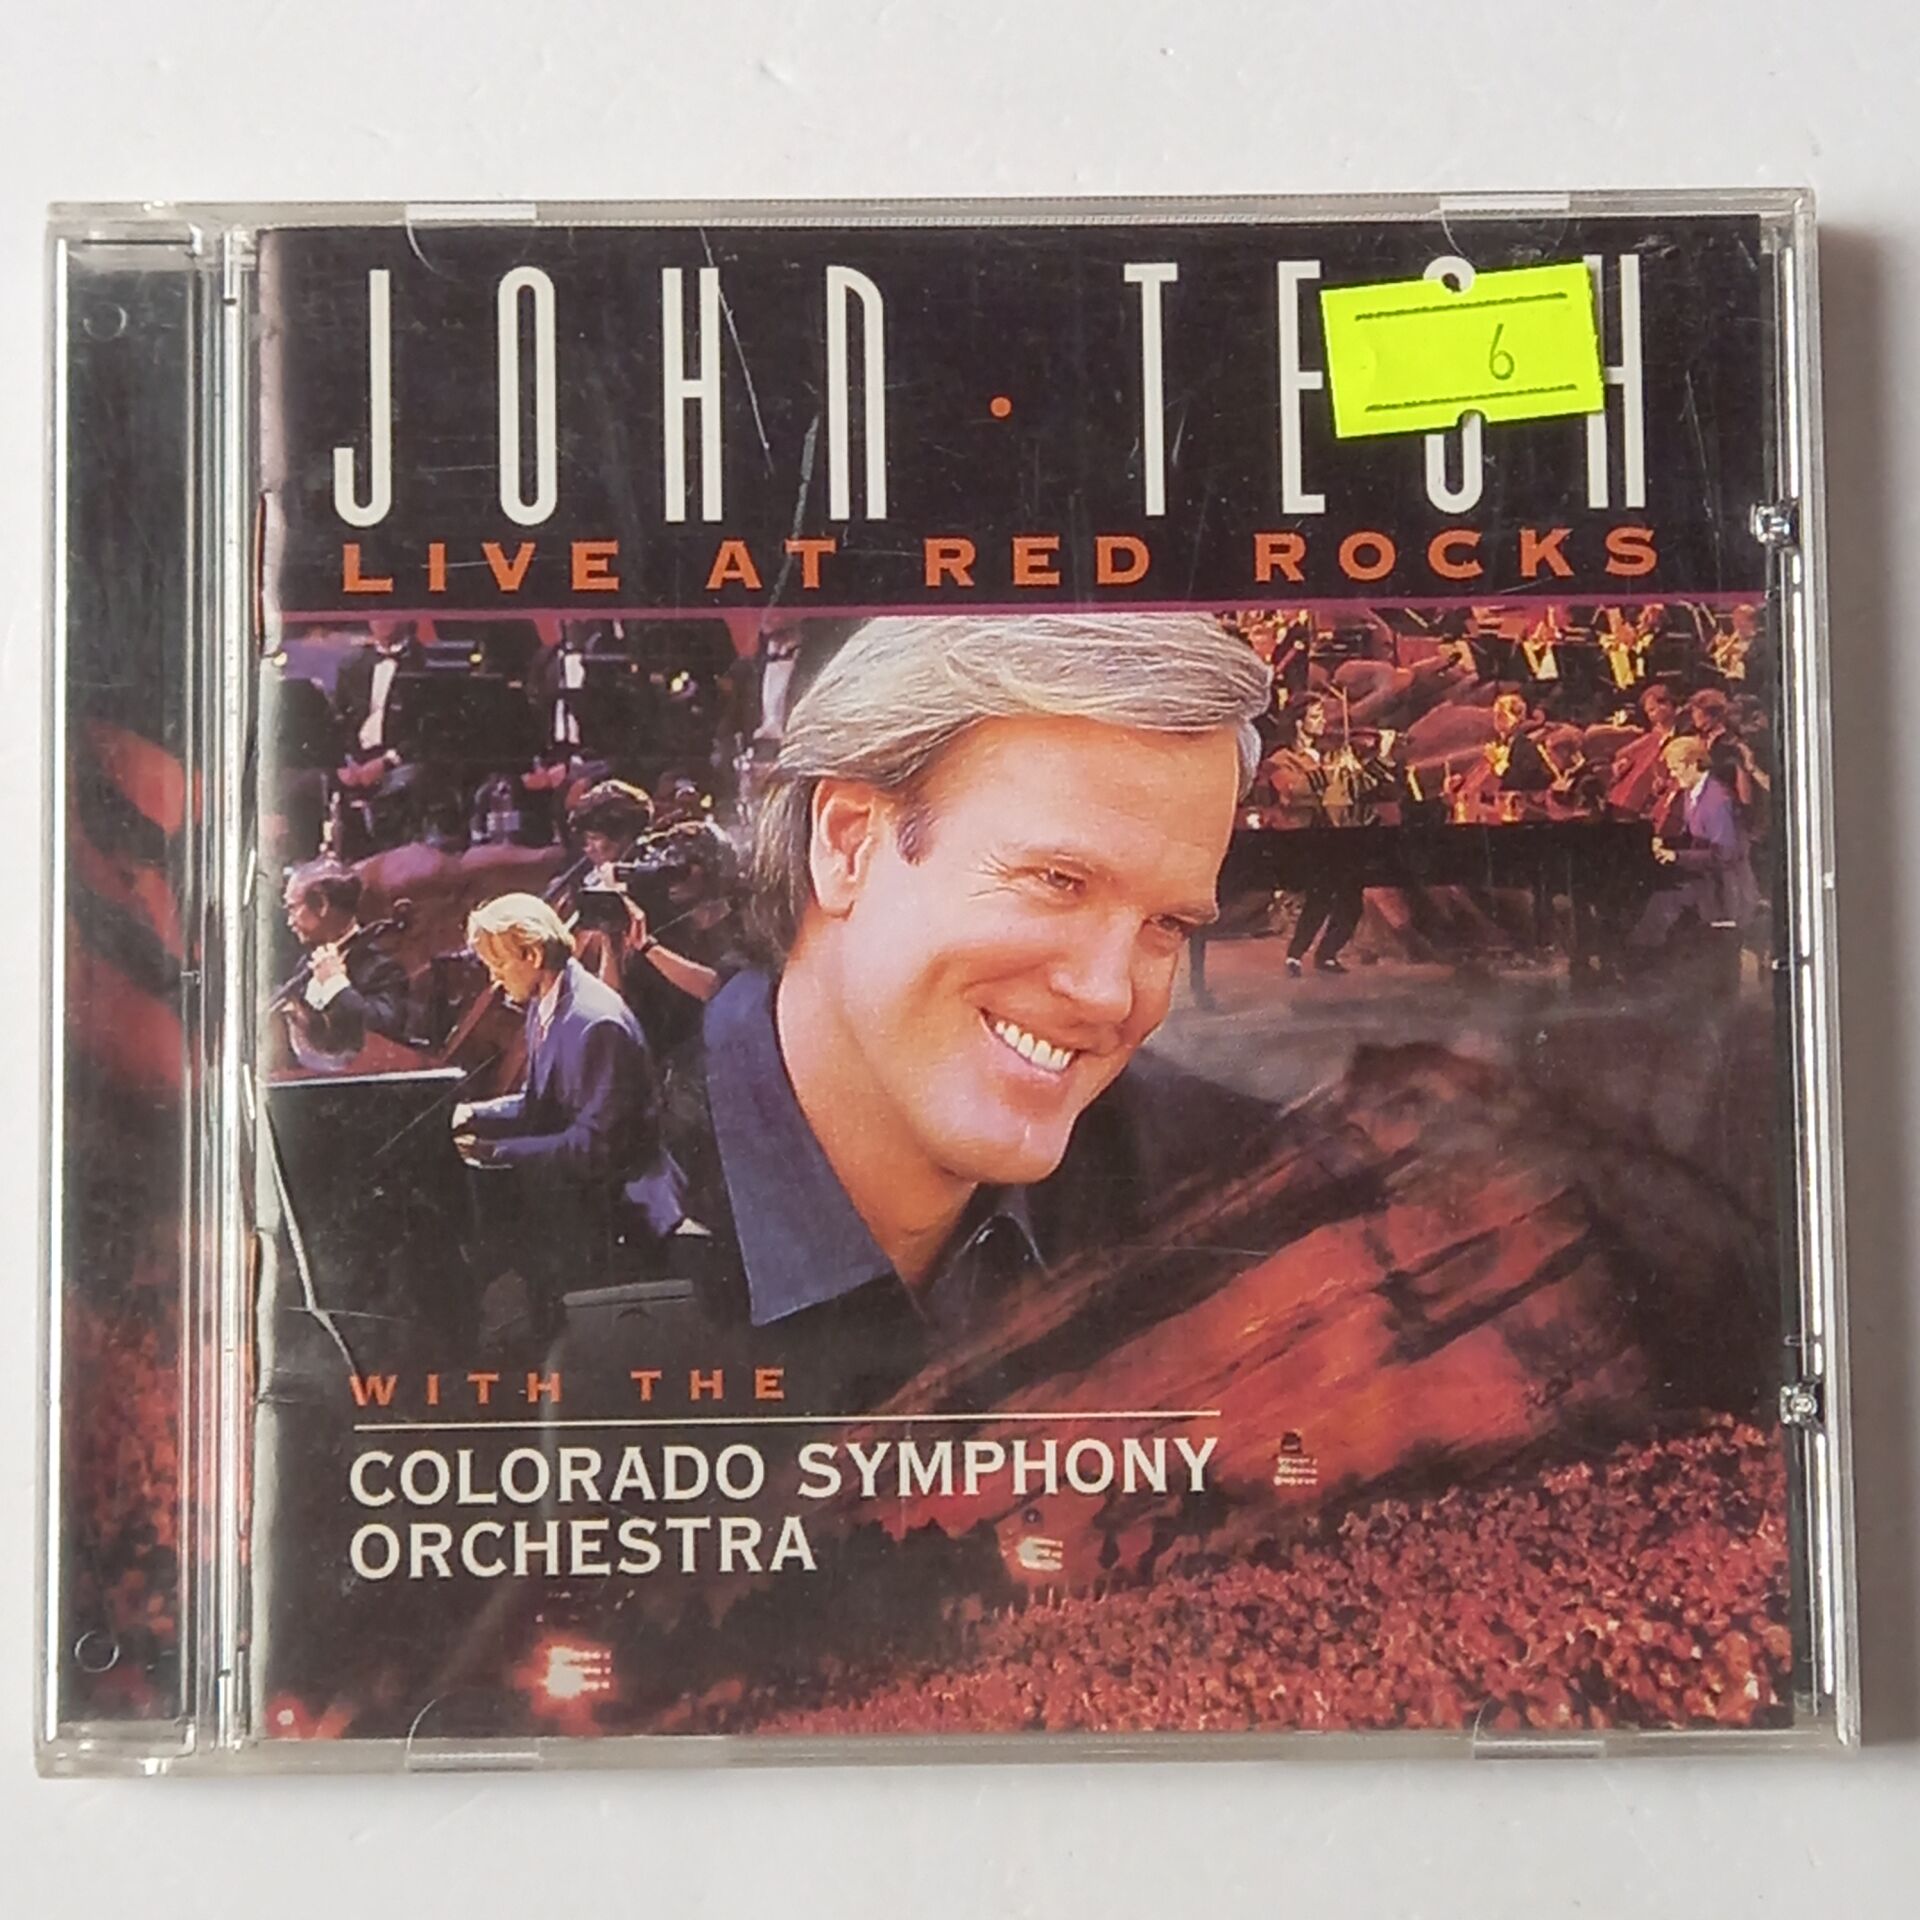 JOHN · TESH
6
LIVE AT RED ROCKS
WITH THE
COLORADO SYMPHONY
ORCHESTRA